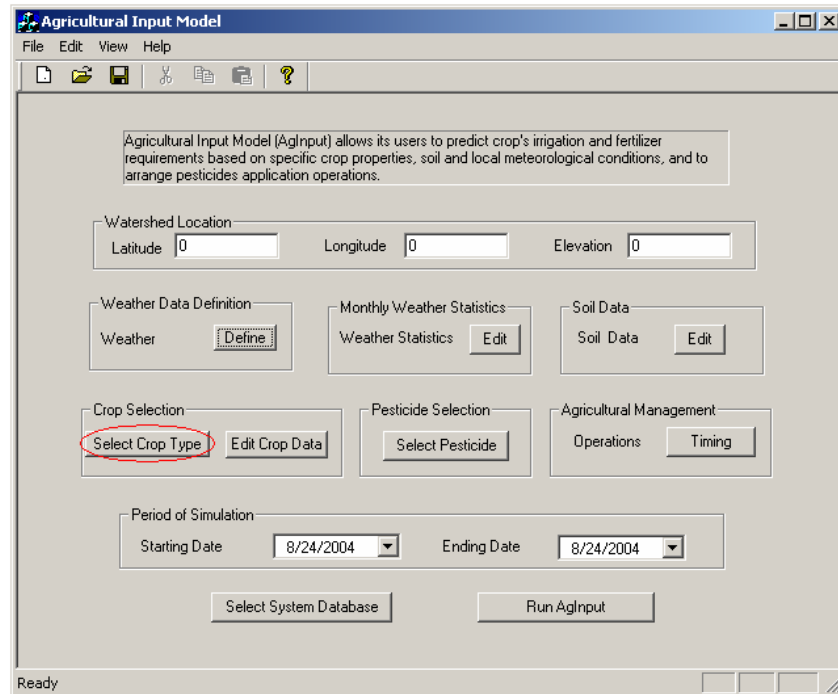 Agricultural Input Model
File Edit View Help
Agricultural Input Model (AgInput) allows its users to predict crop's irrigation and fertilizer
requirements based on specific crop properties, soil and local meteorological conditions, and to
arrange pesticides application operations.
Watershed Location
Latitude 0 Longitude 0 Elevation 0
Weather Data Definition Monthly Weather Statistics Soil Data
Weather Define Weather Statistics Edit Soil Data Edit
Crop Selection Pesticide Selection Agricultural Management
Select Crop Type Edit Crop Data Select Pesticide Operations Timing
Period of Simulation
Starting Date 8/24/2004 Ending Date 8/24/2004
Select System Database Run AgInput
Ready